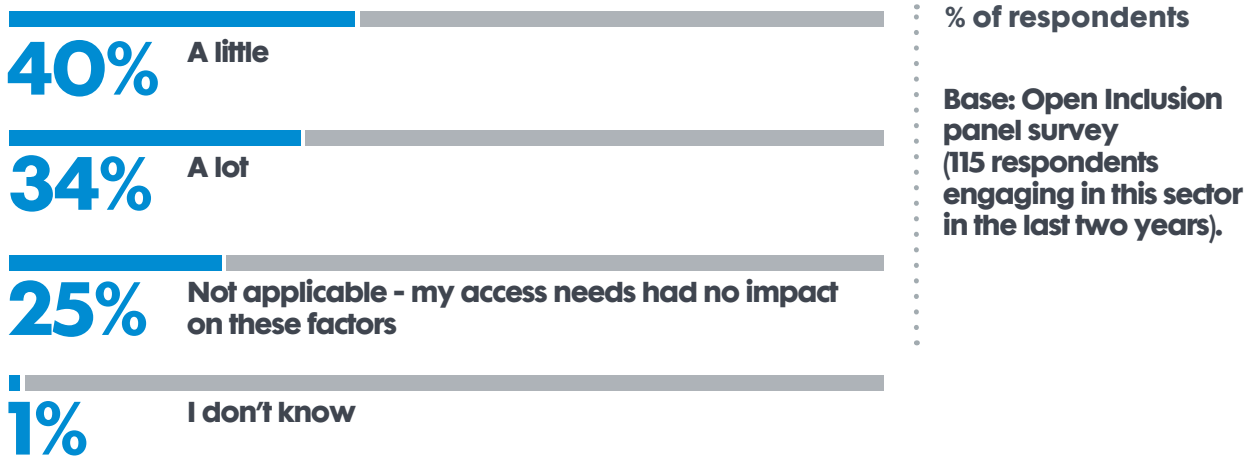 40%
A little
34%
A lot
25%
Not applicable - my access needs had no impact
on these factors
1%
I don't know
% of respondents
Base: Open Inclusion
panel survey
(115 respondents
engaging in this sector
in the last two years).